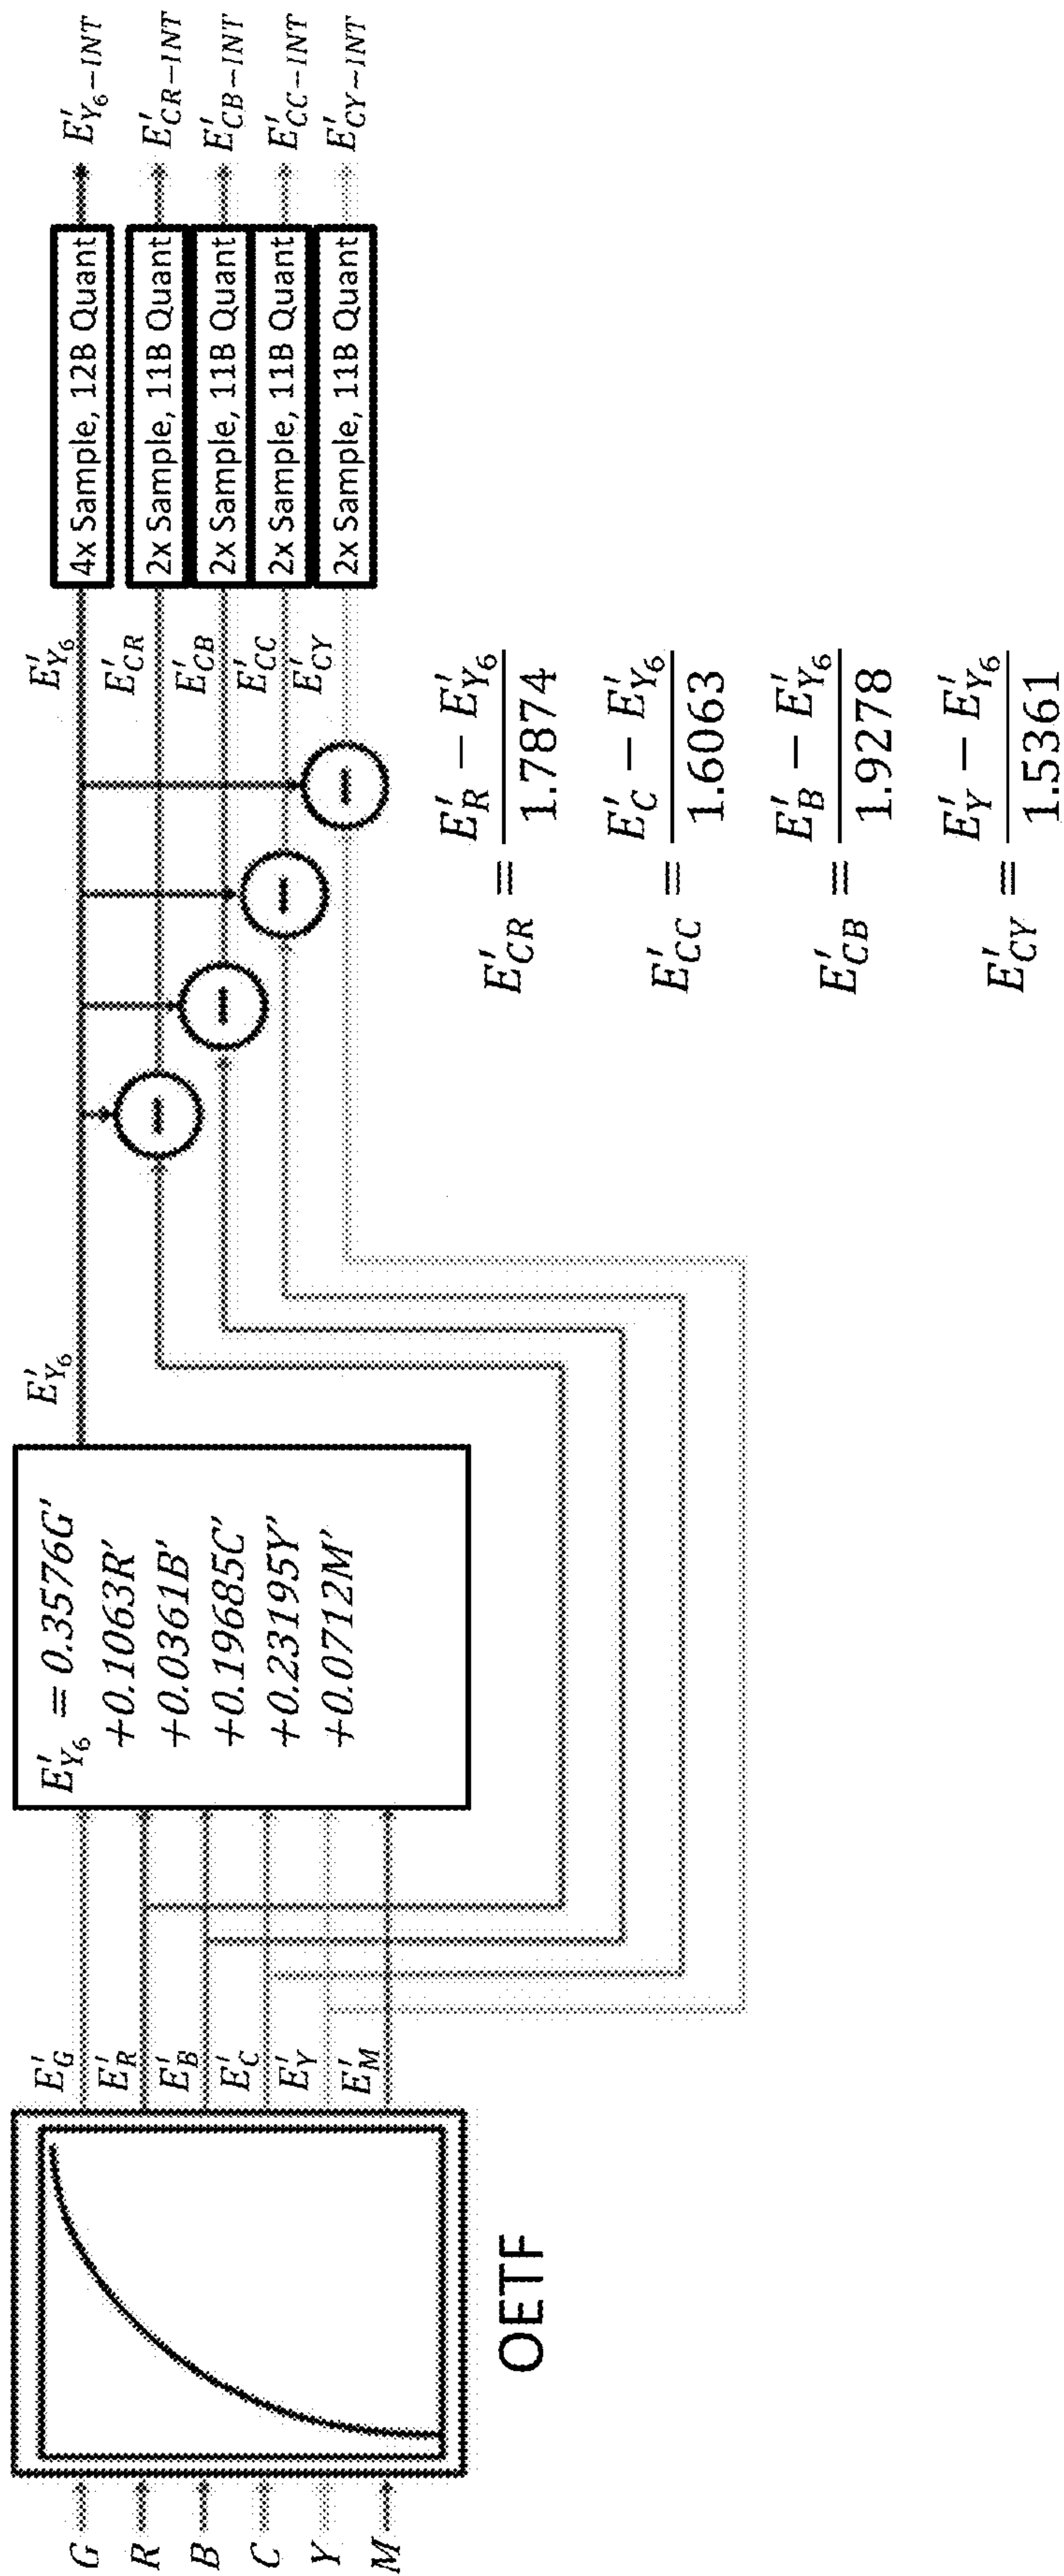 G
R
B
C
Y
M
OETF
E'_G
E'_R
E'_B
E'_C
E'_Y
E'_M
E'_{Y_6} = 0.3576G'
+0.1063R'
+0.0361B'
+0.19685C'
+0.23195Y'
+0.0712M'
E'_{Y_6}
E'_{Y_6}
E'_{CR}
E'_{CB}
E'_{CC}
E'_{CY}
−
−
−
−
4x Sample, 12B Quant
2x Sample, 11B Quant
2x Sample, 11B Quant
2x Sample, 11B Quant
2x Sample, 11B Quant
E'_{Y_6-INT}
E'_{CR-INT}
E'_{CB-INT}
E'_{CC-INT}
E'_{CY-INT}
E'_{CR} = \frac{E'_R - E'_{Y_6}}{1.7874}
E'_{CC} = \frac{E'_C - E'_{Y_6}}{1.6063}
E'_{CB} = \frac{E'_B - E'_{Y_6}}{1.9278}
E'_{CY} = \frac{E'_Y - E'_{Y_6}}{1.5361}